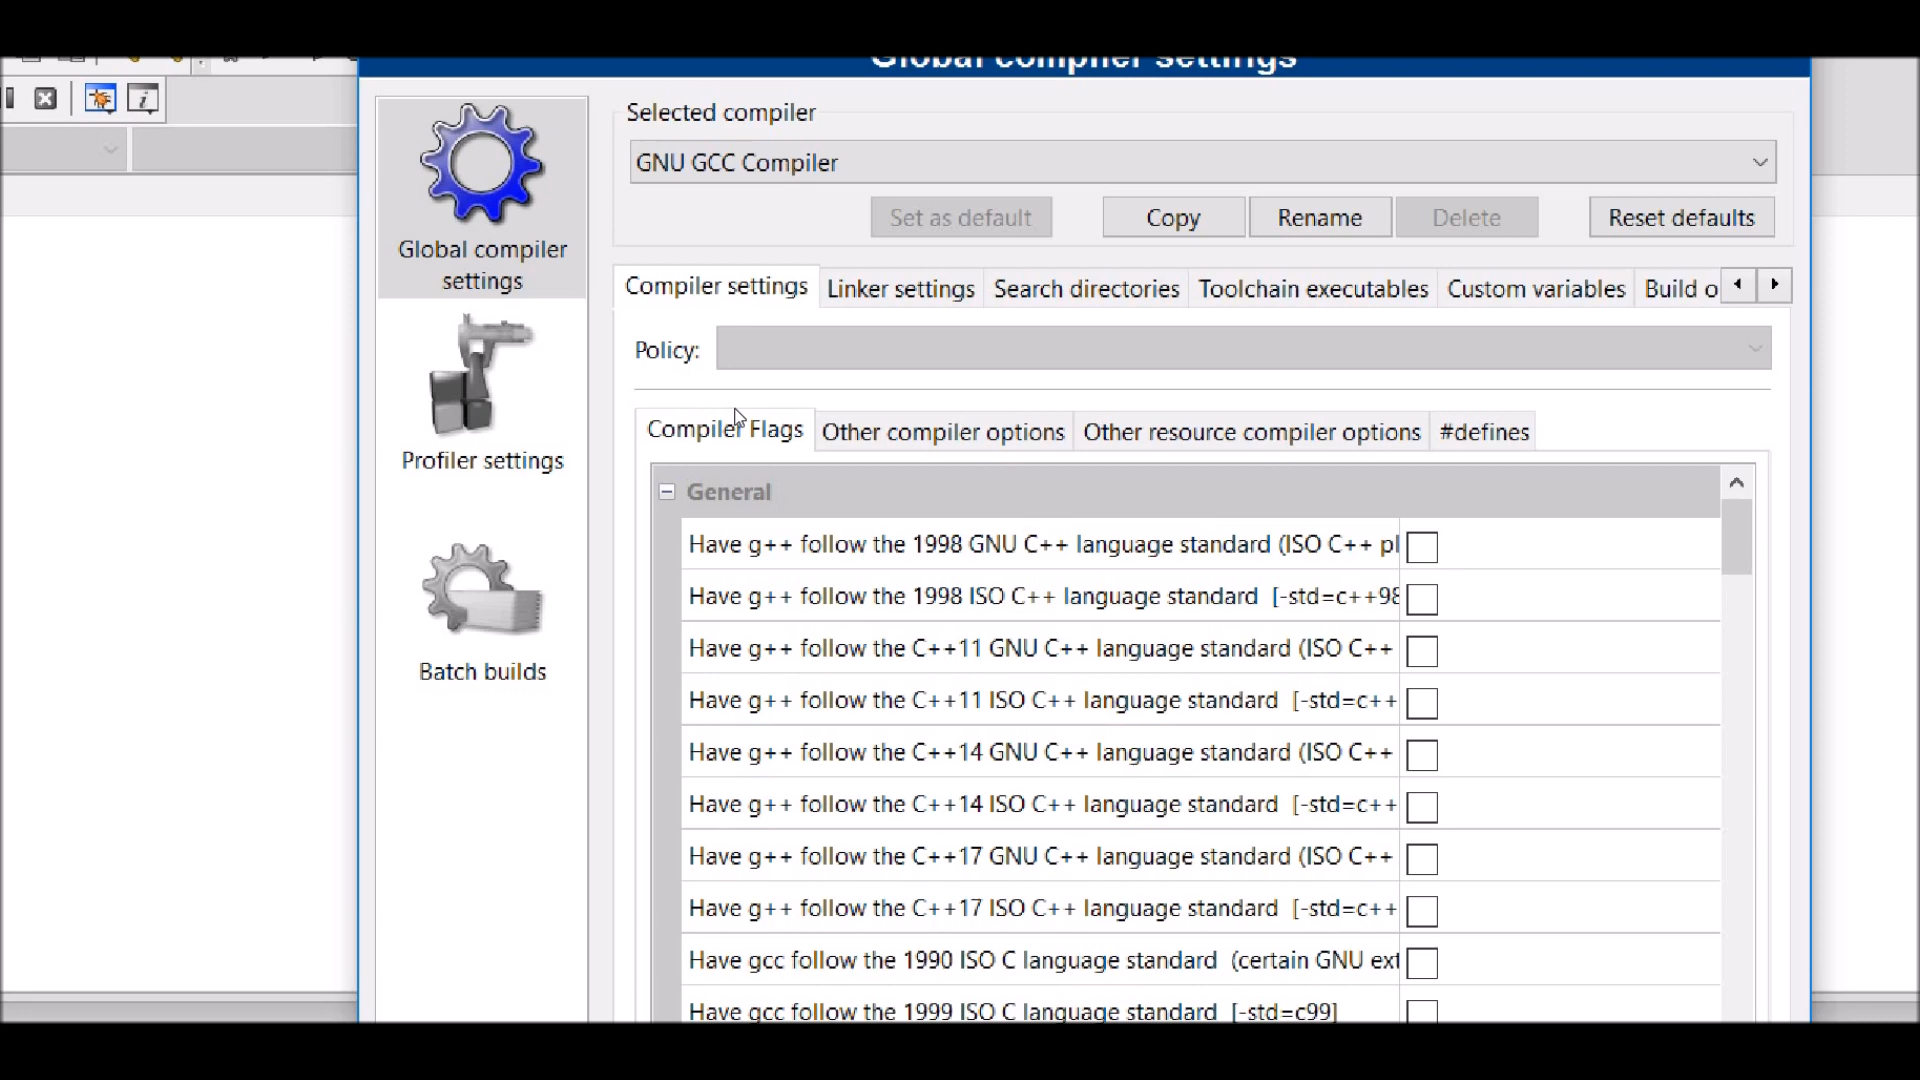 Global compiler settings
Global compiler
settings
Profiler settings
Batch builds
Selected compiler
GNU GCC Compiler
Set as default
Copy
Rename
Delete
Reset defaults
Compiler settings
Linker settings
Search directories
Toolchain executables
Custom variables
Build o
Policy:
Compiler Flags
Other compiler options
Other resource compiler options
#defines
General
Have g++ follow the 1998 GNU C++ language standard (ISO C++ pl
Have g++ follow the 1998 ISO C++ language standard [-std=c++98
Have g++ follow the C++11 GNU C++ language standard (ISO C++
Have g++ follow the C++11 ISO C++ language standard [-std=c++
Have g++ follow the C++14 GNU C++ language standard (ISO C++
Have g++ follow the C++14 ISO C++ language standard [-std=c++
Have g++ follow the C++17 GNU C++ language standard (ISO C++
Have g++ follow the C++17 ISO C++ language standard [-std=c++
Have gcc follow the 1990 ISO C language standard (certain GNU ext
Have gcc follow the 1999 ISO C language standard [-std=c99]